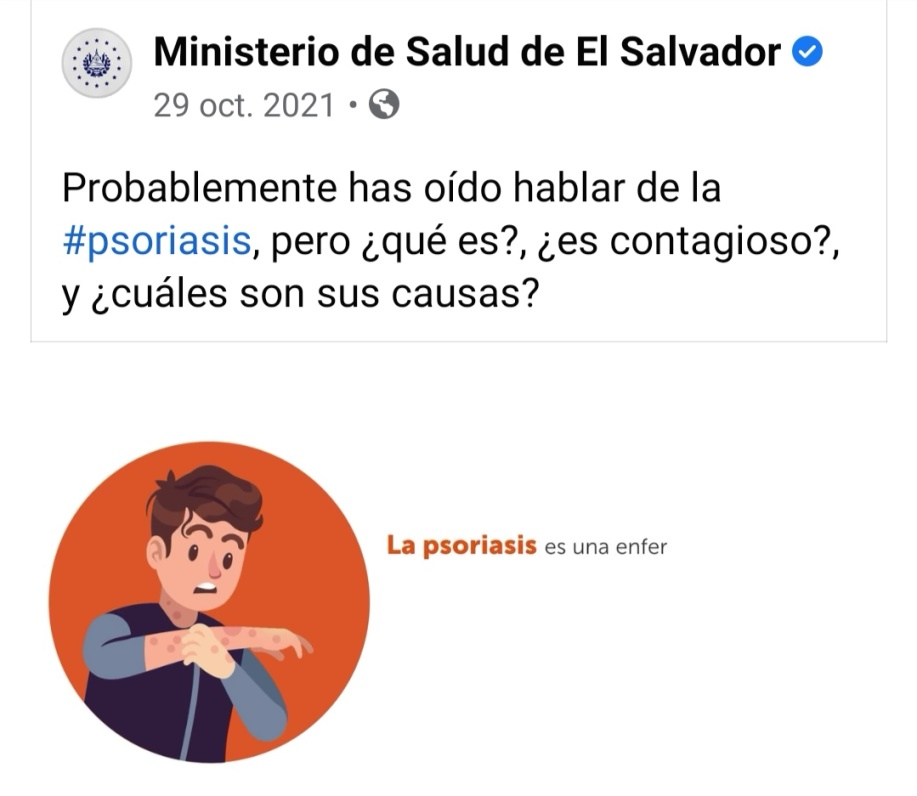 Ministerio de Salud de El Salvador
29 oct. 2021 •
Probablemente has oído hablar de la
#psoriasis, pero ¿qué es?, ¿es contagioso?,
y ¿cuáles son sus causas?
La psoriasis es una enfer